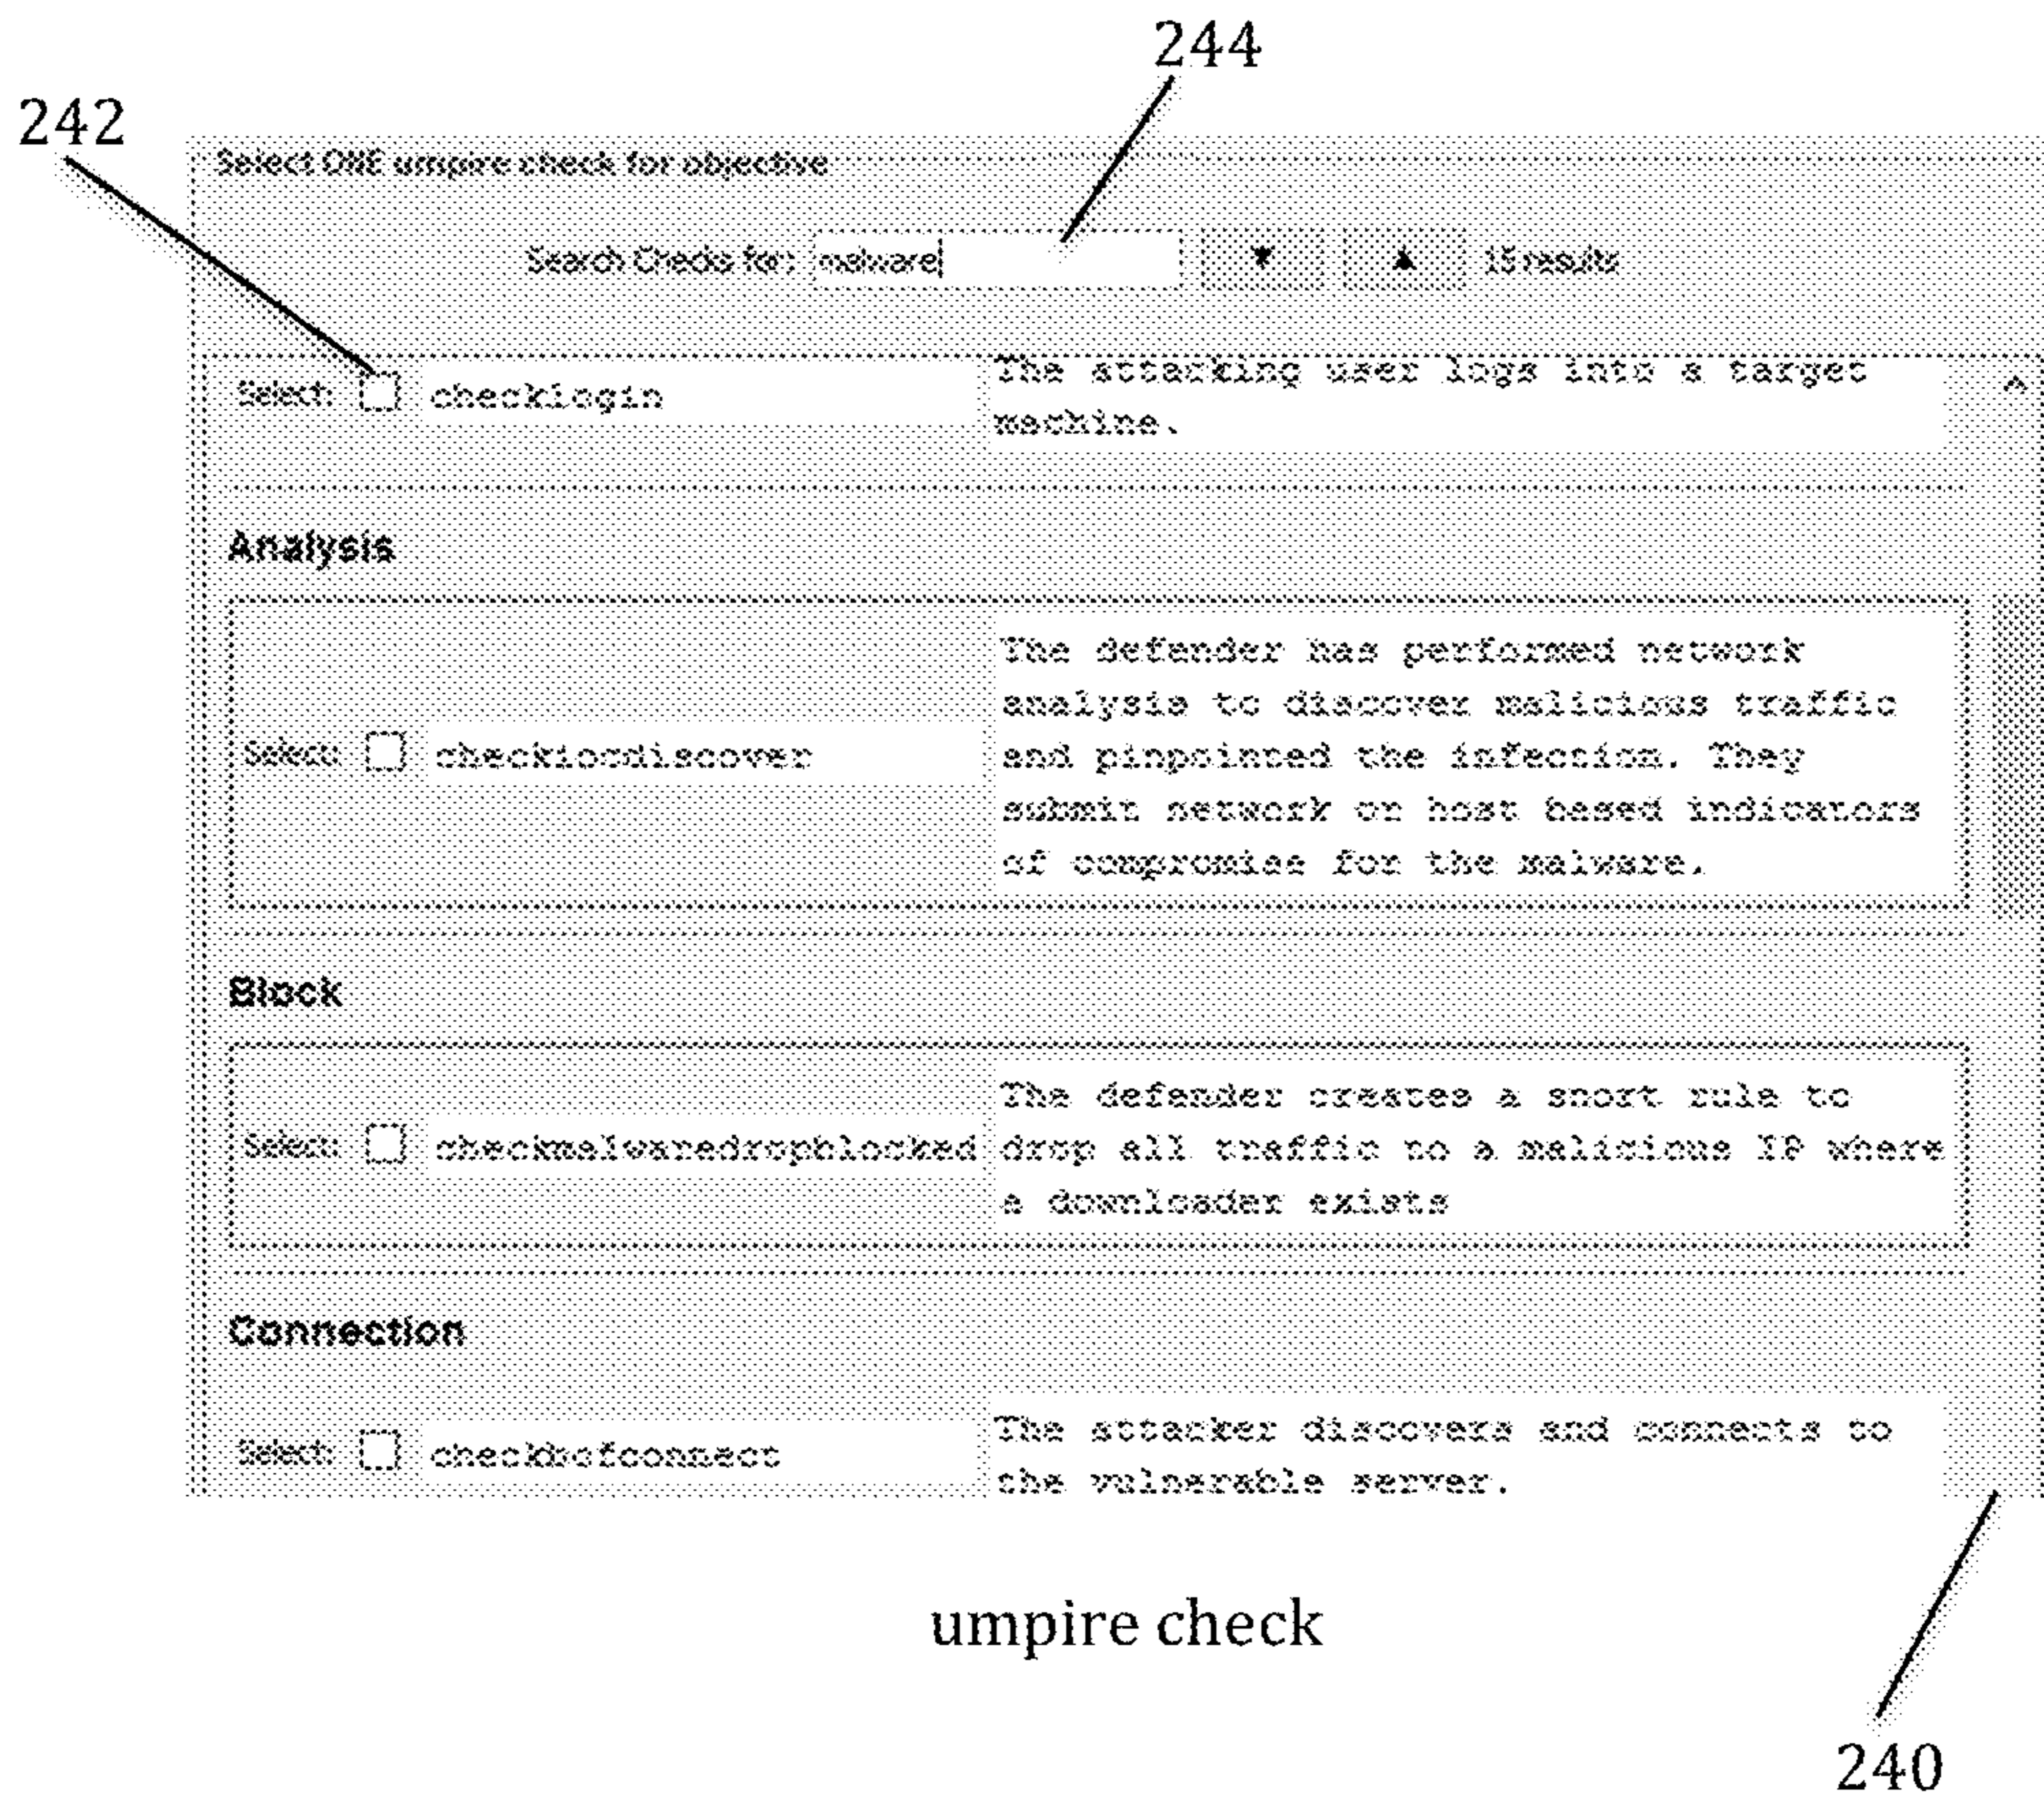 244
242
Select ONE umpire check for objective
Search Checks for: malware ▼ ▲ 15 results
Select: checklogin
The attacking user logs into a target
machine.
Analysis
The defender has performed network
analysis to discover malicious traffic
Select: checkiocdiscover and pinpointed the infection. They
submit network or host based indicators
of compromise for the malware.
Block
The defender creates a snort rule to
Select: checkmalwaredropblocked drop all traffic to a malicious IP where
a downloader exists
Connection
The attacker discovers and connects to
Select:
the vulnerable server.
umpire check
240